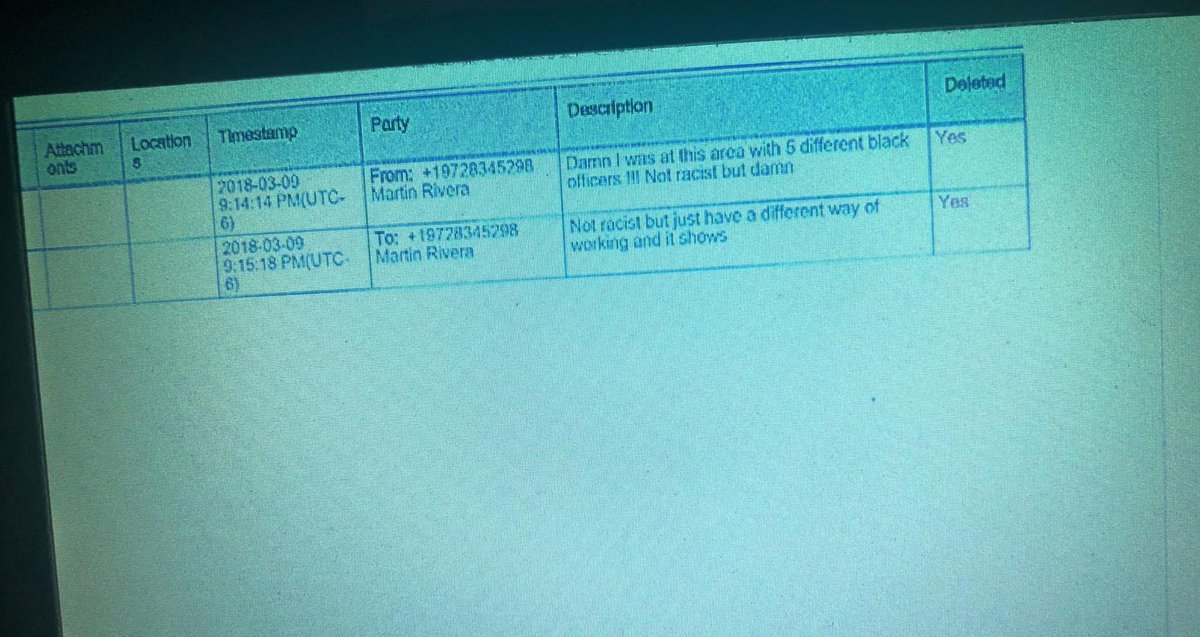 Attachm
ents
Location
s
Timestamp
Party
Description
Deleted
2018-03-09
9:14:14 PM(UTC-
6)
From: +19728345298
Martin Rivera
Damn I was at this area with 5 different black
officers !!! Not racist but damn
Yes
2018-03-09
9:15:18 PM(UTC-
6)
To: +19728345298
Martin Rivera
Not racist but just have a different way of
working and it shows
Yes